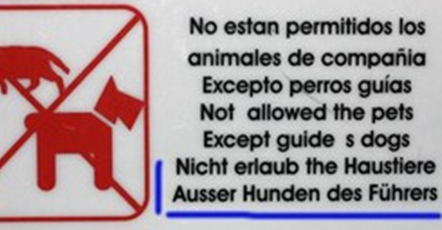 No estan permitidos los
animales de compañia
Excepto perros guías
Not allowed the pets
Except guide s dogs
Nicht erlaub the Haustiere
Ausser Hunden des Führers